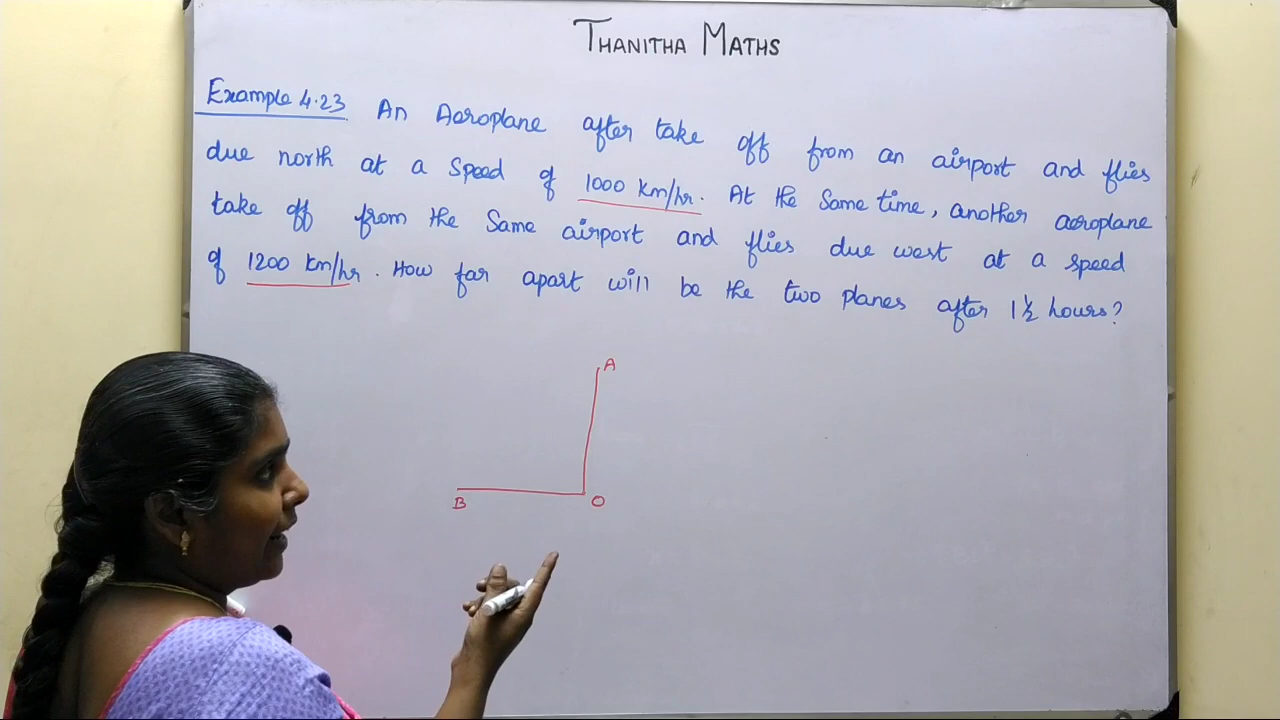 THANITHA MATHS
Example 4.23 An Aeroplane after take off from an airport and flies
due north at a Speed of 1000 km/hr. At the Same time, another aeroplane
take off from the Same airport and flies due west at a speed
of 1200 km/hr. How far apart will be the two planes after 1½ hours?
A
B O